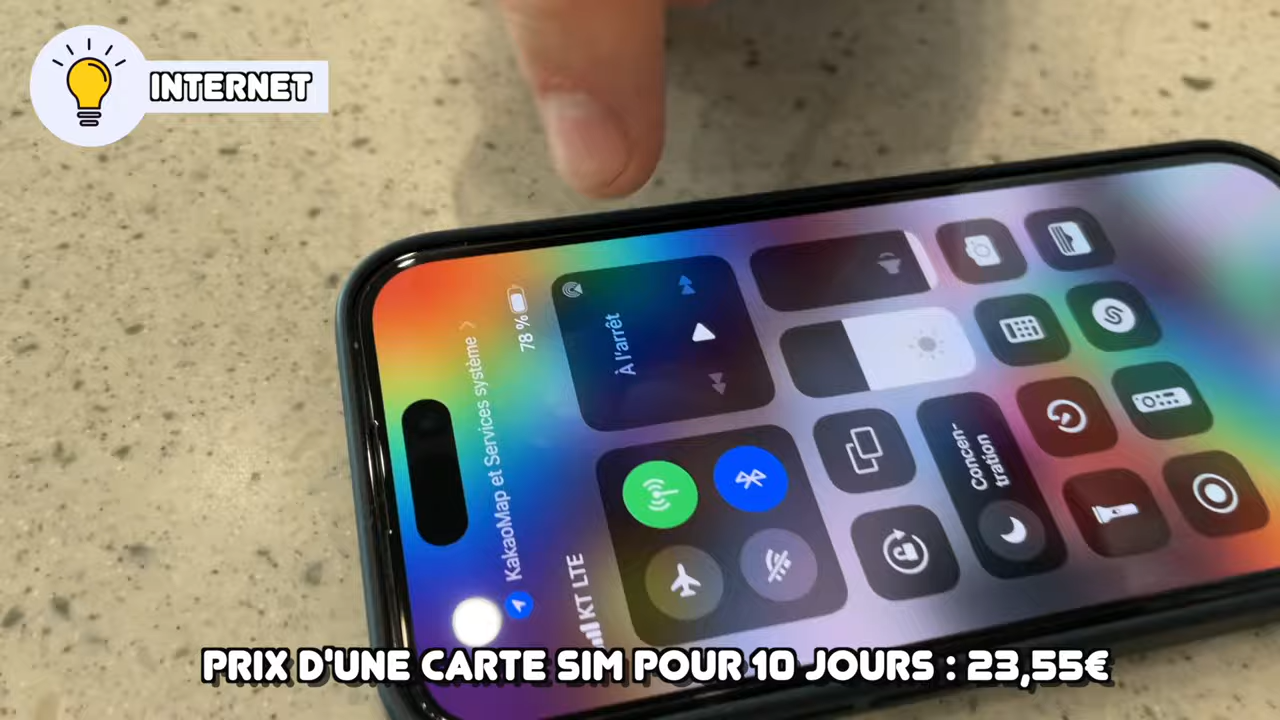 INTERNET
KakaoMap et Services système >
KT LTE
78 %
À l'arrêt
Concen-
tration
PRIX D'UNE CARTE SIM POUR 10 JOURS : 23,55€